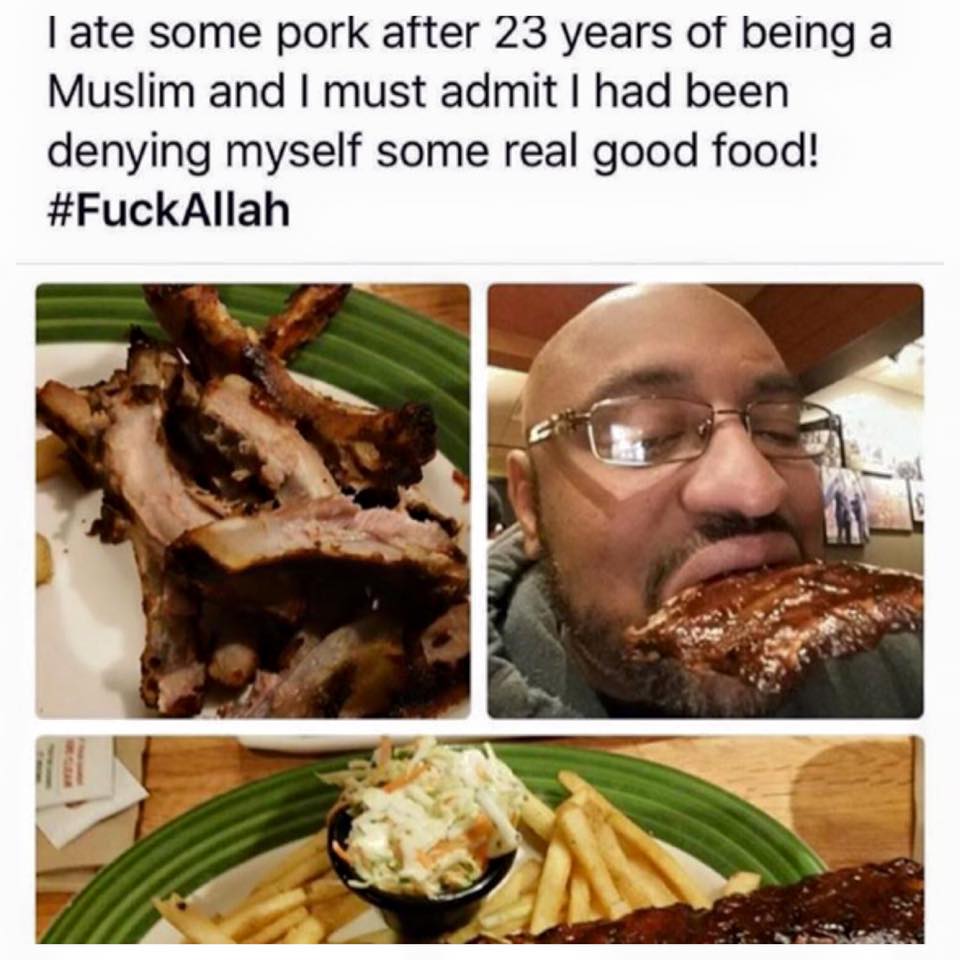 I ate some pork after 23 years of being a
Muslim and I must admit I had been
denying myself some real good food!
#FuckAllah